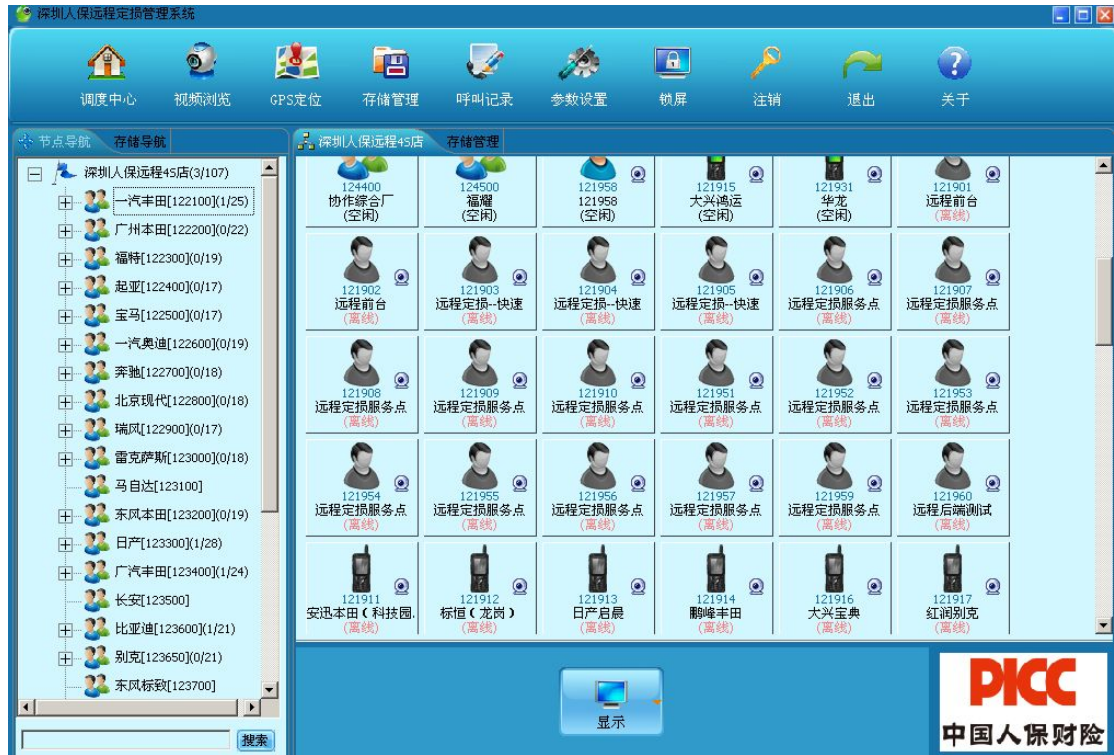 深圳人保远程定损管理系统
调度中心 视频浏览 GPS定位 存储管理 呼叫记录 参数设置 锁屏 注销 退出 关于
节点导航 存储导航
深圳人保远程4S店 存储管理
深圳人保远程4S店(3/107)
一汽丰田[122100](1/25)
广州本田[122200](0/22)
福特[122300](0/19)
起亚[122400](0/17)
宝马[122500](0/17)
一汽奥迪[122600](0/19)
奔驰[122700](0/18)
北京现代[122800](0/18)
瑞风[122900](0/17)
雷克萨斯[123000](0/18)
马自达[123100]
东风本田[123200](0/19)
日产[123300](1/28)
广汽丰田[123400](1/24)
长安[123500]
比亚迪[123600](1/21)
别克[123650](0/21)
东风标致[123700]
搜索
124400 124500 121958 121915 121931 121901
协作综合厂 福耀 121958 大兴鸿运 华龙 远程前台
(空闲) (空闲) (空闲) (空闲) (空闲) (离线)
121902 121903 121904 121905 121906 121907
远程前台 远程定损--快速 远程定损--快速 远程定损--快速 远程定损服务点 远程定损服务点
(离线) (离线) (离线) (离线) (离线) (离线)
121908 121909 121910 121951 121952 121953
远程定损服务点 远程定损服务点 远程定损服务点 远程定损服务点 远程定损服务点 远程定损服务点
(离线) (离线) (离线) (离线) (离线) (离线)
121954 121955 121956 121957 121959 121960
远程定损服务点 远程定损服务点 远程定损服务点 远程定损服务点 远程定损服务点 远程后端测试
(离线) (离线) (离线) (离线) (离线) (离线)
121911 121912 121913 121914 121916 121917
安迅本田(科技园. 标恒(龙岗) 日产启晨 鹏峰丰田 大兴宝典 红润别克
(离线) (离线) (离线) (离线) (离线) (离线)
显示
PICC
中国人保财险